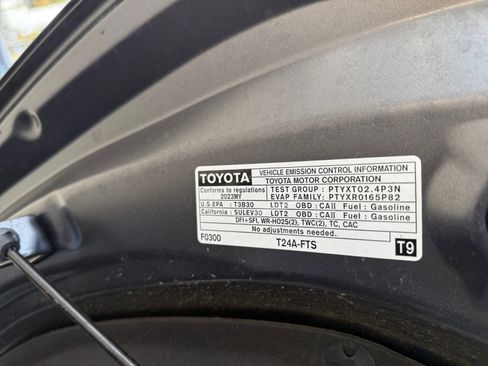 TOYOTA
VEHICLE EMISSION CONTROL INFORMATION
TOYOTA MOTOR CORPORATION
Conforms to regulations
2023MY
TEST GROUP : PTYXT02.4P3N
EVAP FAMILY: PTYXR0165P82
U.S.EPA : T3B30 LDT2 OBD : CAII Fuel : Gasoline
California : SULEV30 LDT2 OBD : CAII Fuel : Gasoline
DFI+SFI, WR-HO2S(2), TWC(2), TC, CAC
No adjustments needed.
F0300 T24A-FTS T9